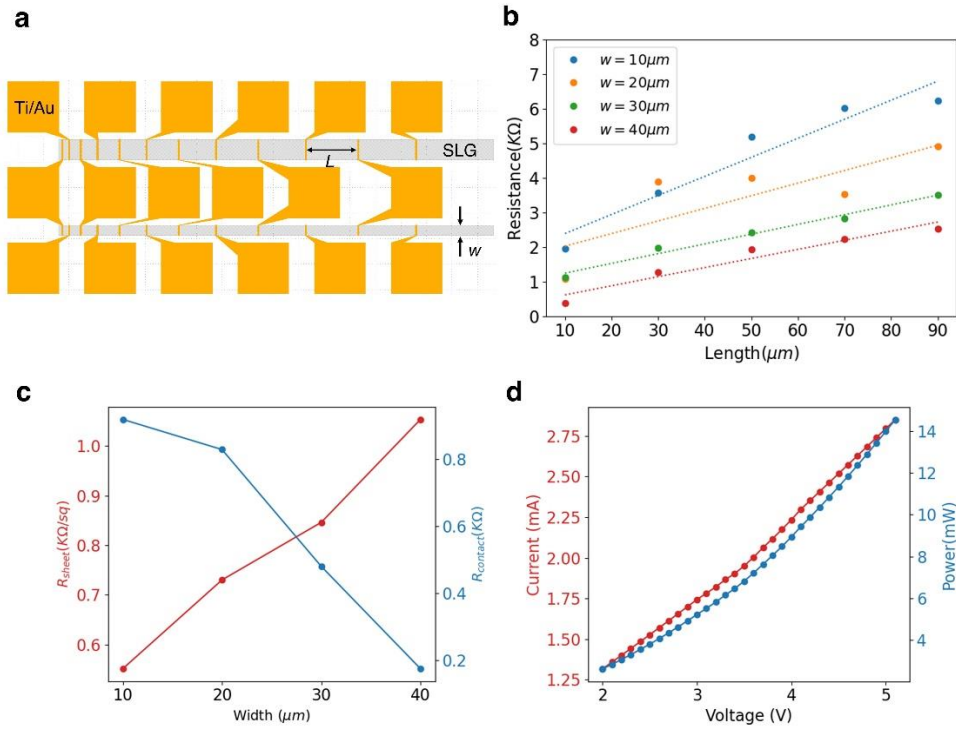 a
Ti/Au
SLG
L
w
b
8
7
6
5
4
3
2
1
0
Resistance(KΩ)
w = 10μm
w = 20μm
w = 30μm
w = 40μm
10 20 30 40 50 60 70 80 90
Length(μm)
c
1.0
0.9
0.8
0.7
0.6
R_sheet(KΩ/sq)
0.8
0.6
0.4
0.2
R_contact(KΩ)
10 20 30 40
Width (μm)
d
2.75
2.50
2.25
2.00
1.75
1.50
1.25
Current (mA)
14
12
10
8
6
4
Power(mW)
2 3 4 5
Voltage (V)